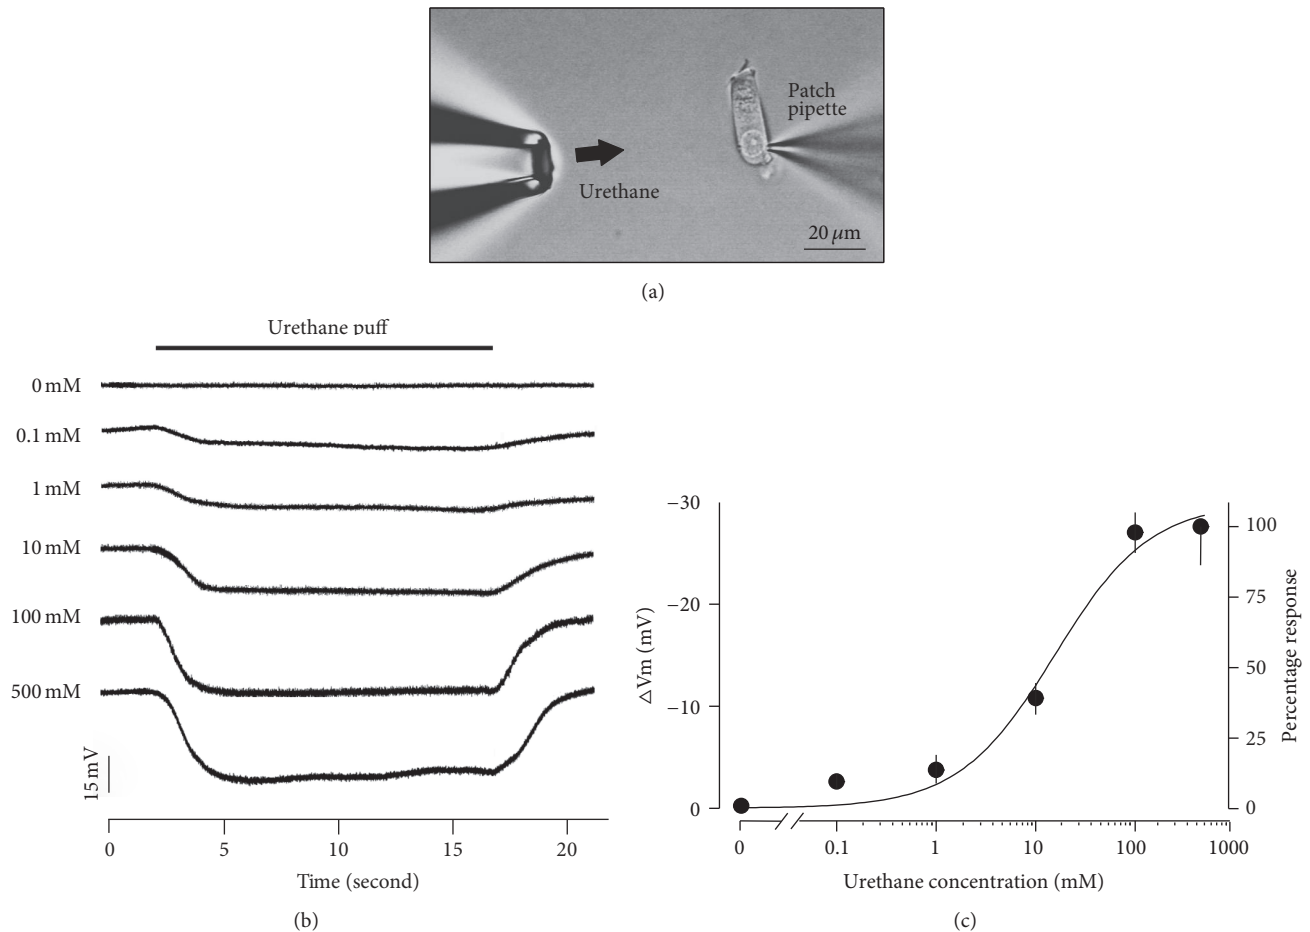 Patch
pipette
Urethane
20 μm
(a)
Urethane puff
0 mM
0.1 mM
1 mM
10 mM
100 mM
500 mM
15 mV
0 5 10 15 20
Time (second)
(b)
−30
−20
−10
0
△Vm (mV)
100
75
50
25
0
Percentage response
0 0.1 1 10 100 1000
Urethane concentration (mM)
(c)